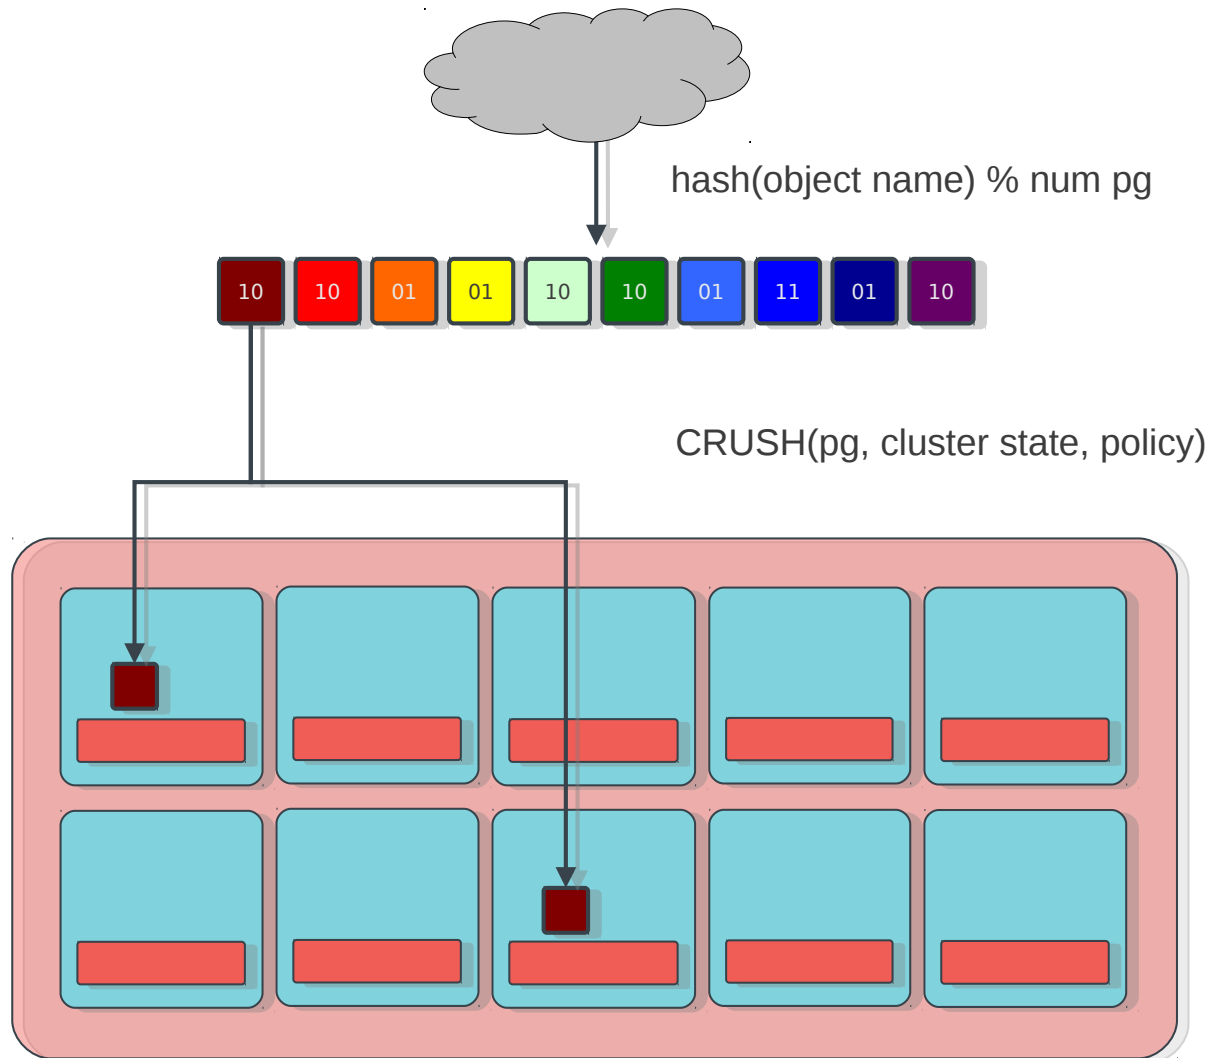 hash(object name) % num pg
10 10 01 01 10 10 01 11 01 10
CRUSH(pg, cluster state, policy)